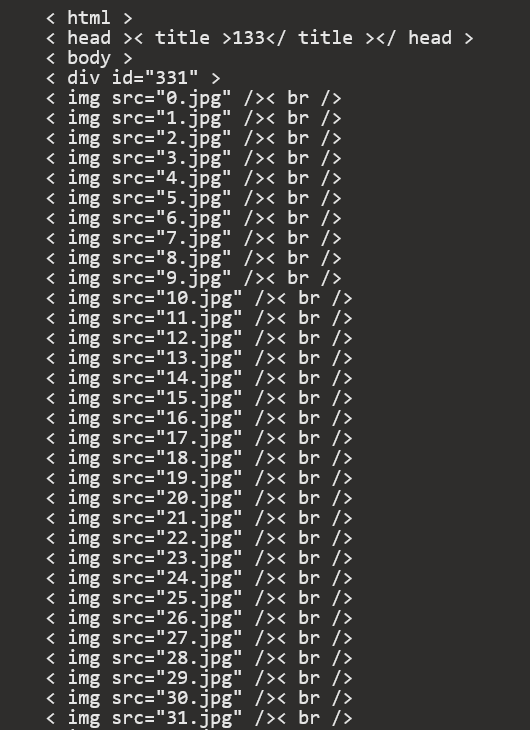 < html >
< head >< title >133</ title ></ head >
< body >
< div id="331" >
< img src="0.jpg" />< br />
< img src="1.jpg" />< br />
< img src="2.jpg" />< br />
< img src="3.jpg" />< br />
< img src="4.jpg" />< br />
< img src="5.jpg" />< br />
< img src="6.jpg" />< br />
< img src="7.jpg" />< br />
< img src="8.jpg" />< br />
< img src="9.jpg" />< br />
< img src="10.jpg" />< br />
< img src="11.jpg" />< br />
< img src="12.jpg" />< br />
< img src="13.jpg" />< br />
< img src="14.jpg" />< br />
< img src="15.jpg" />< br />
< img src="16.jpg" />< br />
< img src="17.jpg" />< br />
< img src="18.jpg" />< br />
< img src="19.jpg" />< br />
< img src="20.jpg" />< br />
< img src="21.jpg" />< br />
< img src="22.jpg" />< br />
< img src="23.jpg" />< br />
< img src="24.jpg" />< br />
< img src="25.jpg" />< br />
< img src="26.jpg" />< br />
< img src="27.jpg" />< br />
< img src="28.jpg" />< br />
< img src="29.jpg" />< br />
< img src="30.jpg" />< br />
< img src="31.jpg" />< br />